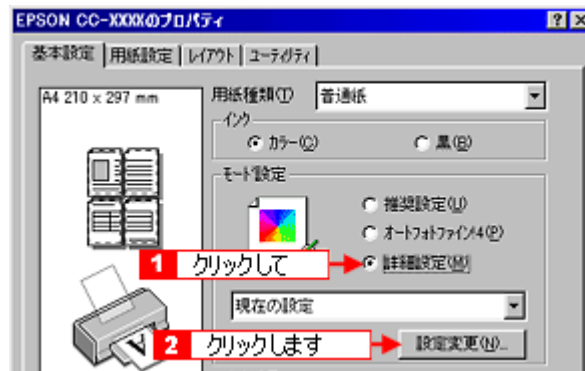 EPSON CC-XXXXのプロパティ
基本設定 用紙設定 レイアウト ユーティリティ
A4 210 x 297 mm
用紙種類(T) 普通紙
インク
カラー(C) 黒(B)
モード設定
推奨設定(U)
オートフォトファイン!4(P)
1 クリックして
詳細設定(M)
現在の設定
2 クリックします
設定変更(N)...